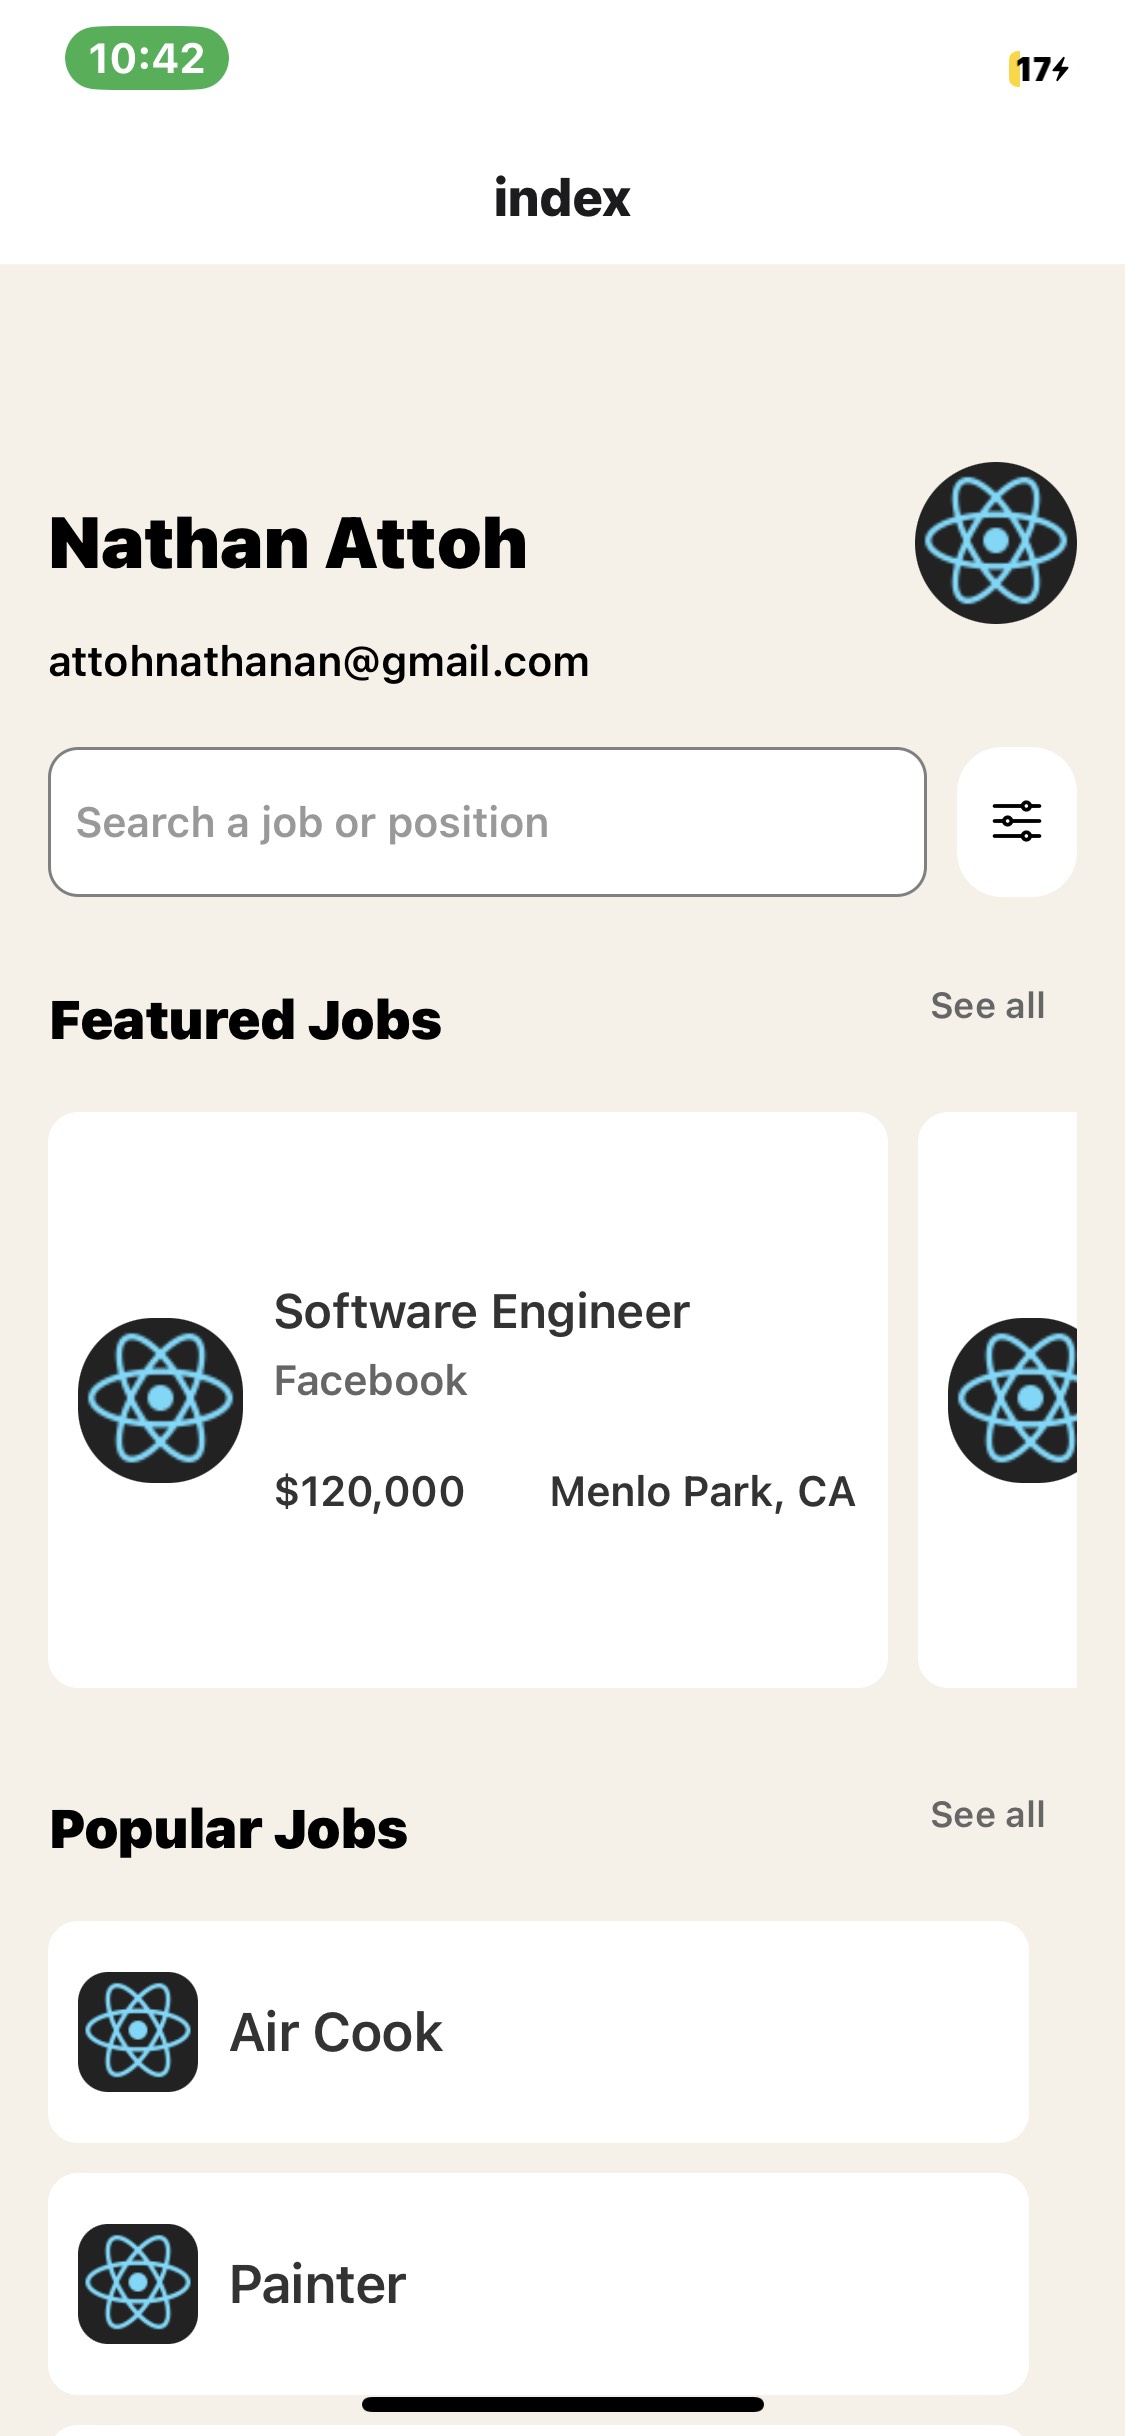 10:42
17
index
Nathan Attoh
attohnathanan@gmail.com
Search a job or position
Featured Jobs
See all
Software Engineer
Facebook
$120,000
Menlo Park, CA
Popular Jobs
See all
Air Cook
Painter